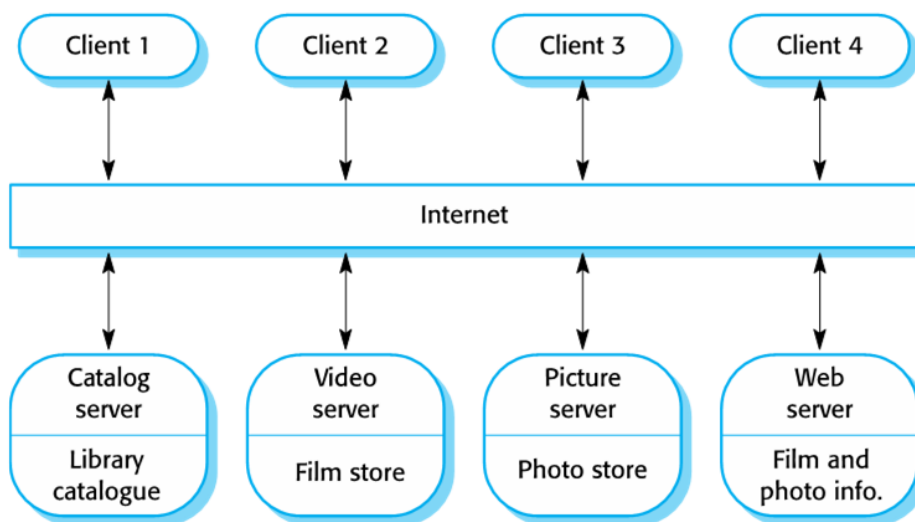 Client 1
Client 2
Client 3
Client 4
Internet
Catalog
server
Library
catalogue
Video
server
Film store
Picture
server
Photo store
Web
server
Film and
photo info.